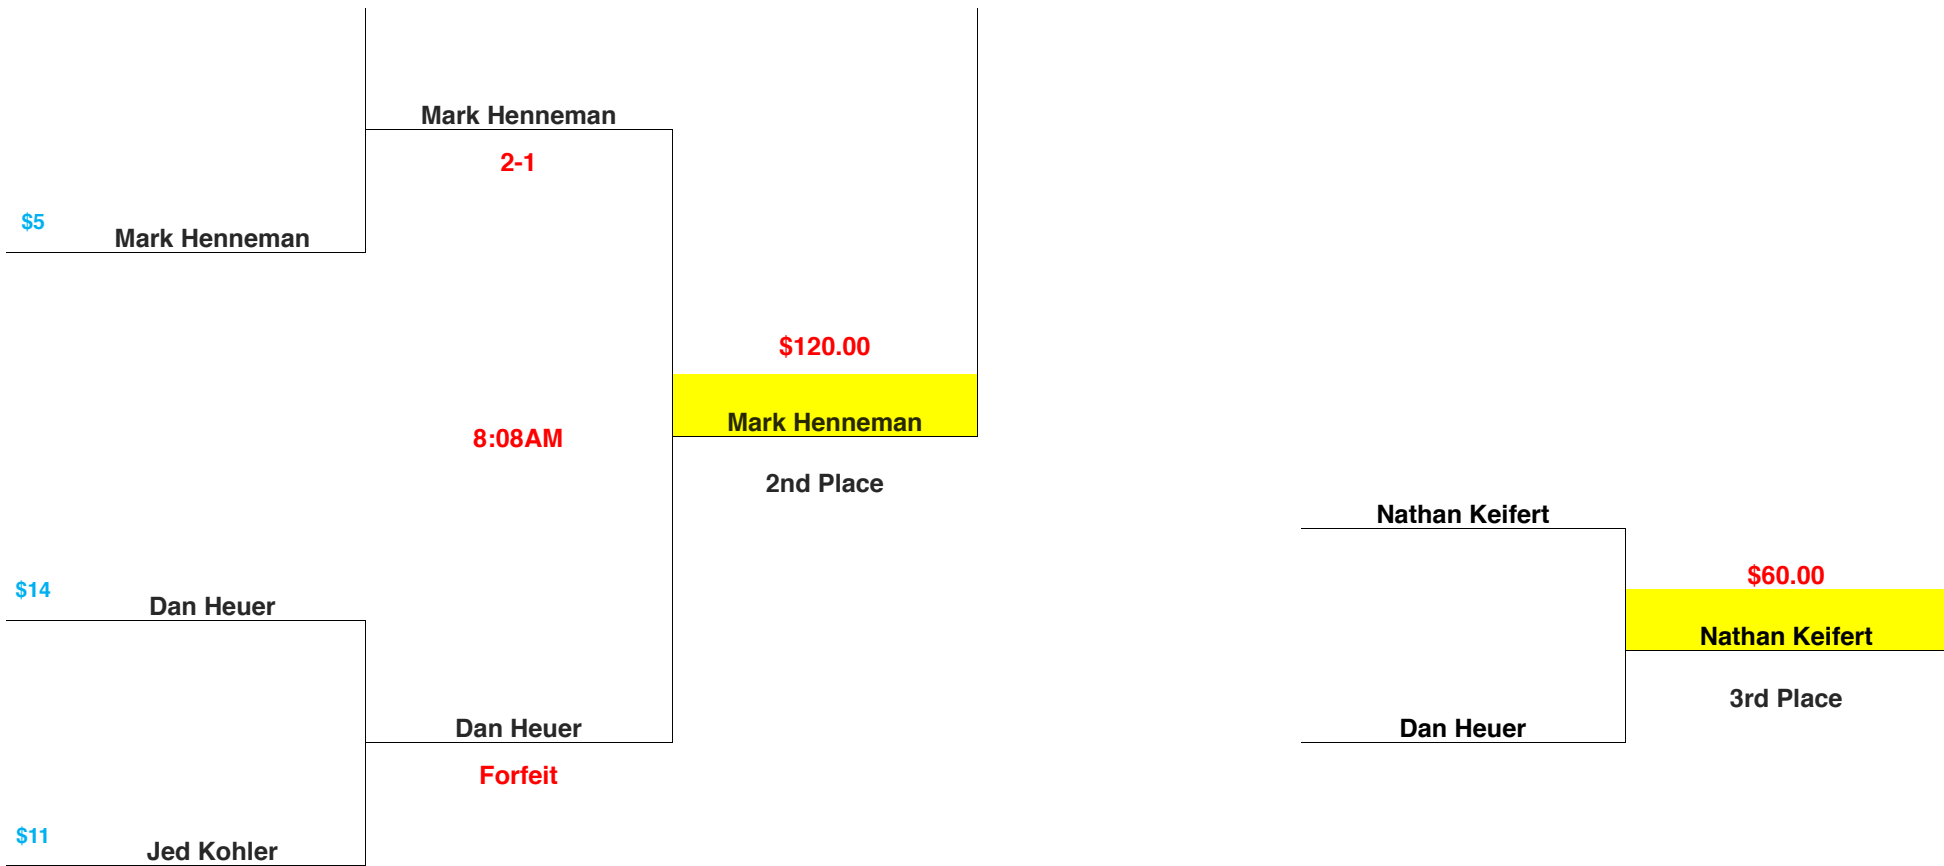 Mark Henneman
2-1
$5
Mark Henneman
$120.00
Mark Henneman
8:08AM
2nd Place
Nathan Keifert
$60.00
$14
Dan Heuer
Nathan Keifert
3rd Place
Dan Heuer
Dan Heuer
Forfeit
$11
Jed Kohler